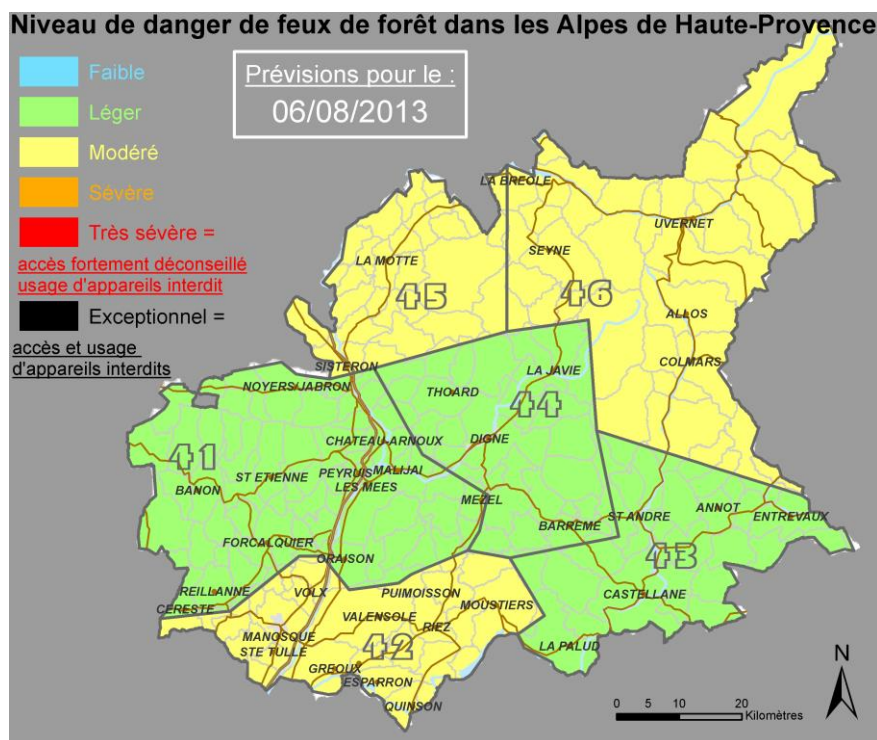 Niveau de danger de feux de forêt dans les Alpes de Haute-Provence
Faible
Léger
Modéré
Sévère
Très sévère =
accès fortement déconseillé
usage d'appareils interdit
Exceptionnel =
accès et usage
d'appareils interdits
Prévisions pour le :
06/08/2013
LA BREOLE
UVERNET
SEYNE
LA MOTTE
45
46
ALLOS
COLMARS
SISTERON
LA JAVIE
NOYERS/JABRON
THOARD
44
CHATEAU-ARNOUX
DIGNE
41
ST ETIENNE
PEYRUIS
MALIJAI
BANON
LES MEES
MEZEL
ANNOT
ST ANDRE
ENTREVAUX
BARREME
FORCALQUIER
43
ORAISON
REILLANNE
VOLX
PUIMOISSON
CASTELLANE
CERESTE
MOUSTIERS
VALENSOLE
RIEZ
MANOSQUE
STE TULLE
42
LA PALUD
GREOUX
ESPARRON
QUINSON
N
0 5 10 20
Kilomètres